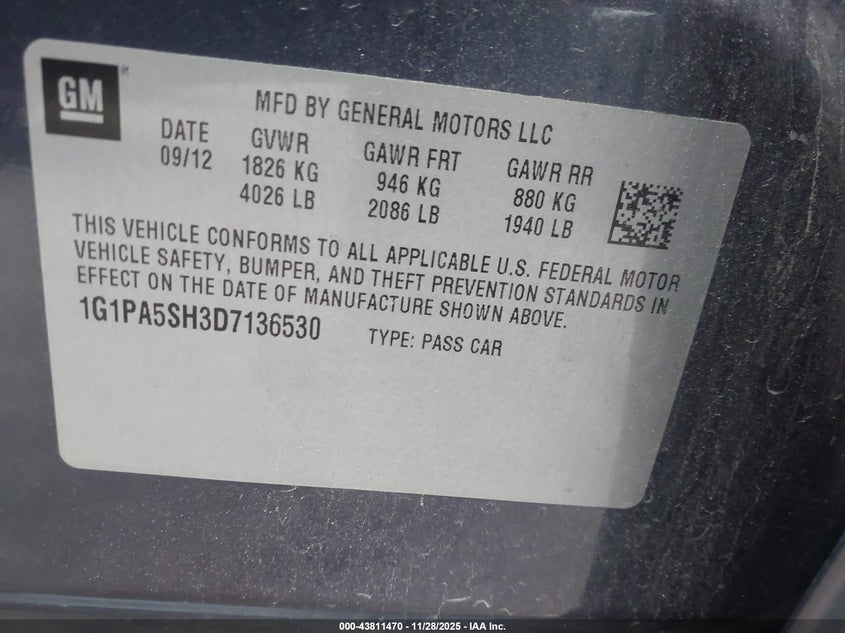 GM
MFD BY GENERAL MOTORS LLC
DATE GVWR GAWR FRT GAWR RR
09/12 1826 KG 946 KG 880 KG
4026 LB 2086 LB 1940 LB
THIS VEHICLE CONFORMS TO ALL APPLICABLE U.S. FEDERAL MOTOR
VEHICLE SAFETY, BUMPER, AND THEFT PREVENTION STANDARDS IN
EFFECT ON THE DATE OF MANUFACTURE SHOWN ABOVE.
1G1PA5SH3D7136530 TYPE: PASS CAR
000-43811470 - 11/28/2025 - IAA Inc.